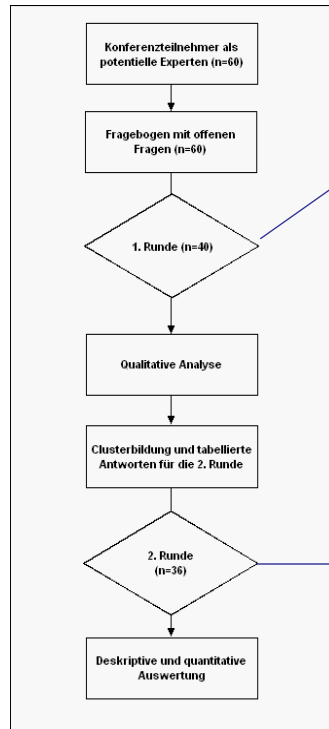 Konferenzteilnehmer als
potentielle Experten (n=60)
Fragebogen mit offenen
Fragen (n=60)
1. Runde (n=40)
Qualitative Analyse
Clusterbildung und tabellierte
Antworten für die 2. Runde
2. Runde
(n=36)
Deskriptive und quantitative
Auswertung